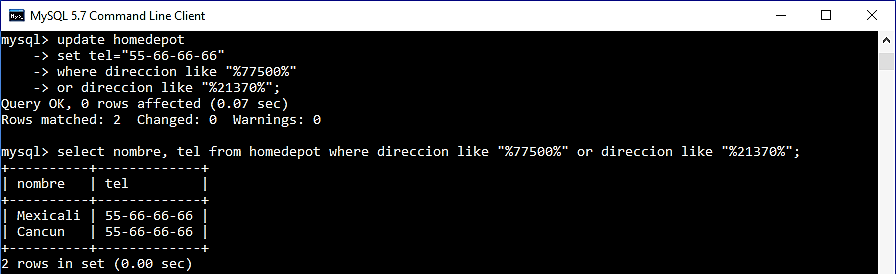 MySQL 5.7 Command Line Client
mysql> update homedepot
    -> set tel="55-66-66-66"
    -> where direccion like "%77500%"
    -> or direccion like "%21370%";
Query OK, 0 rows affected (0.07 sec)
Rows matched: 2  Changed: 0  Warnings: 0

mysql> select nombre, tel from homedepot where direccion like "%77500%" or direccion like "%21370%";
+----------+-------------+
| nombre   | tel         |
+----------+-------------+
| Mexicali | 55-66-66-66 |
| Cancun   | 55-66-66-66 |
+----------+-------------+
2 rows in set (0.00 sec)